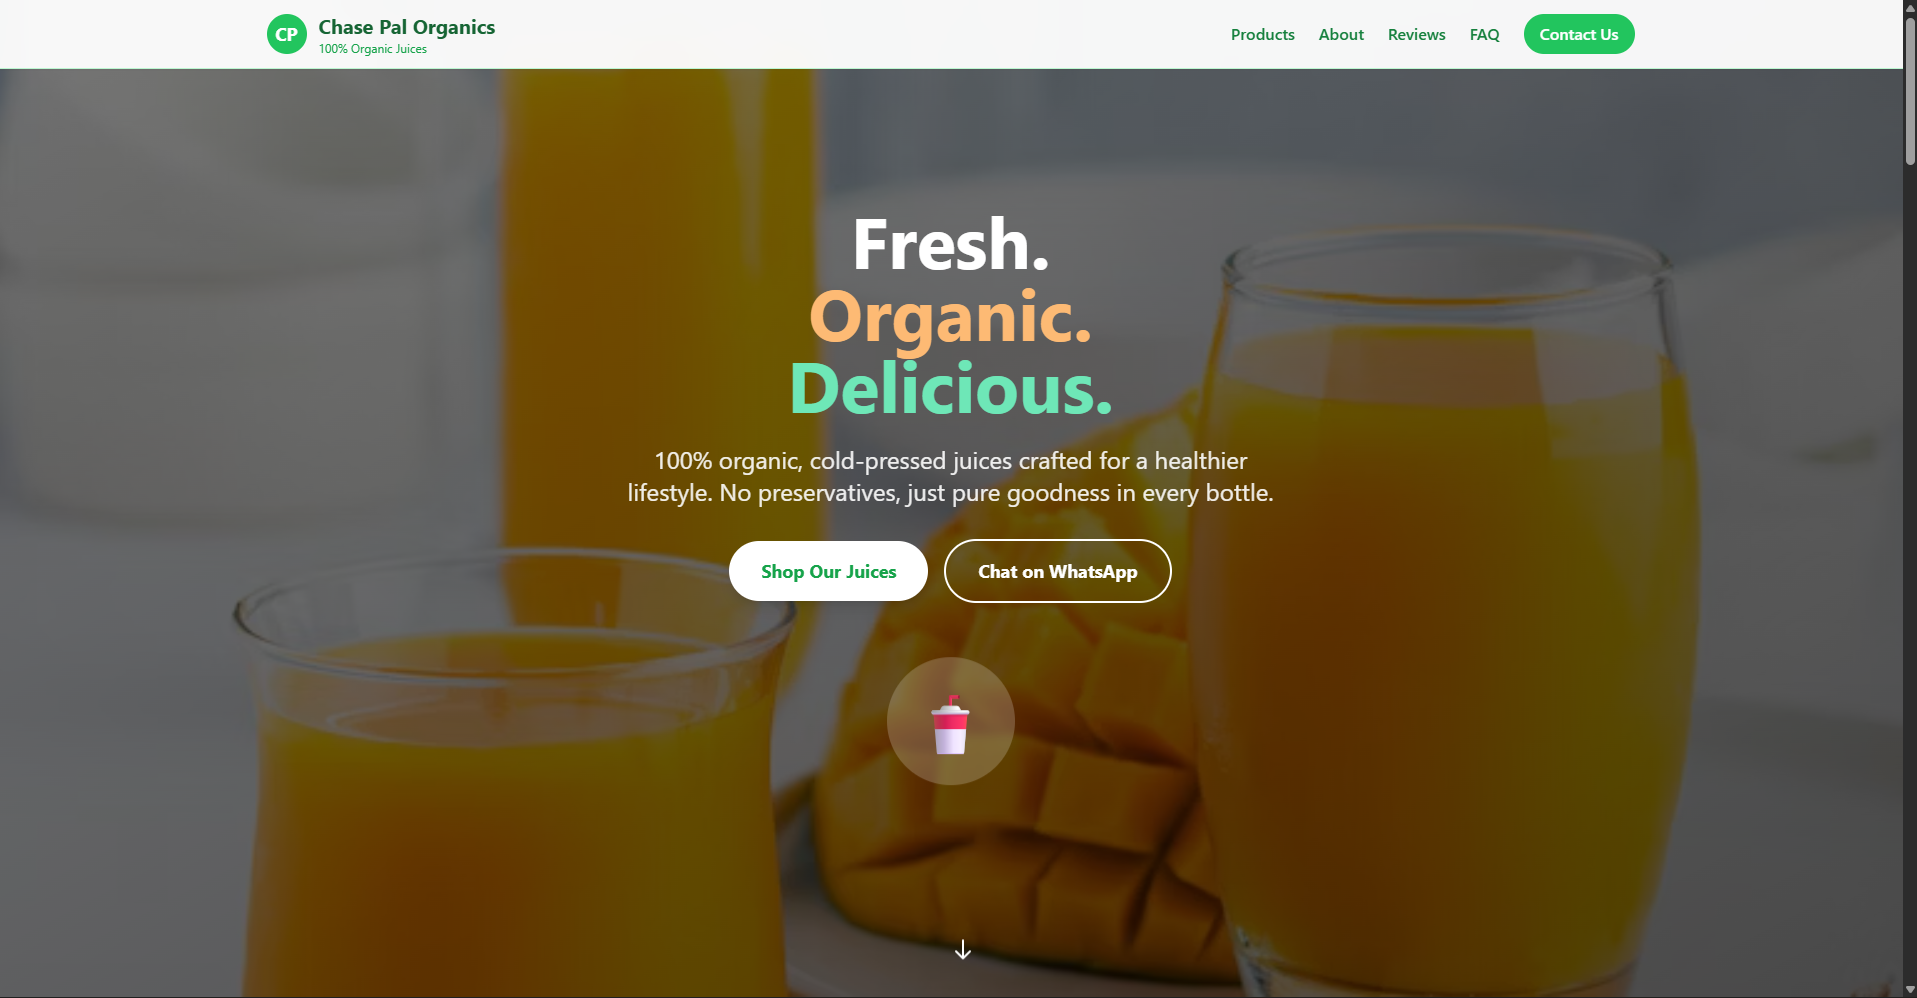 CP
Chase Pal Organics
100% Organic Juices
Products
About
Reviews
FAQ
Contact Us
Fresh.
Organic.
Delicious.
100% organic, cold-pressed juices crafted for a healthier
lifestyle. No preservatives, just pure goodness in every bottle.
Shop Our Juices
Chat on WhatsApp